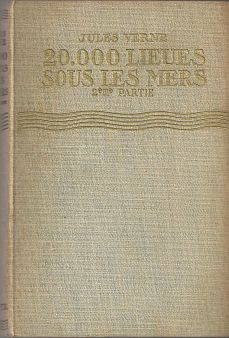 JULES VERNE
20.000 LIEUES
SOUS LES MERS
2ème PARTIE